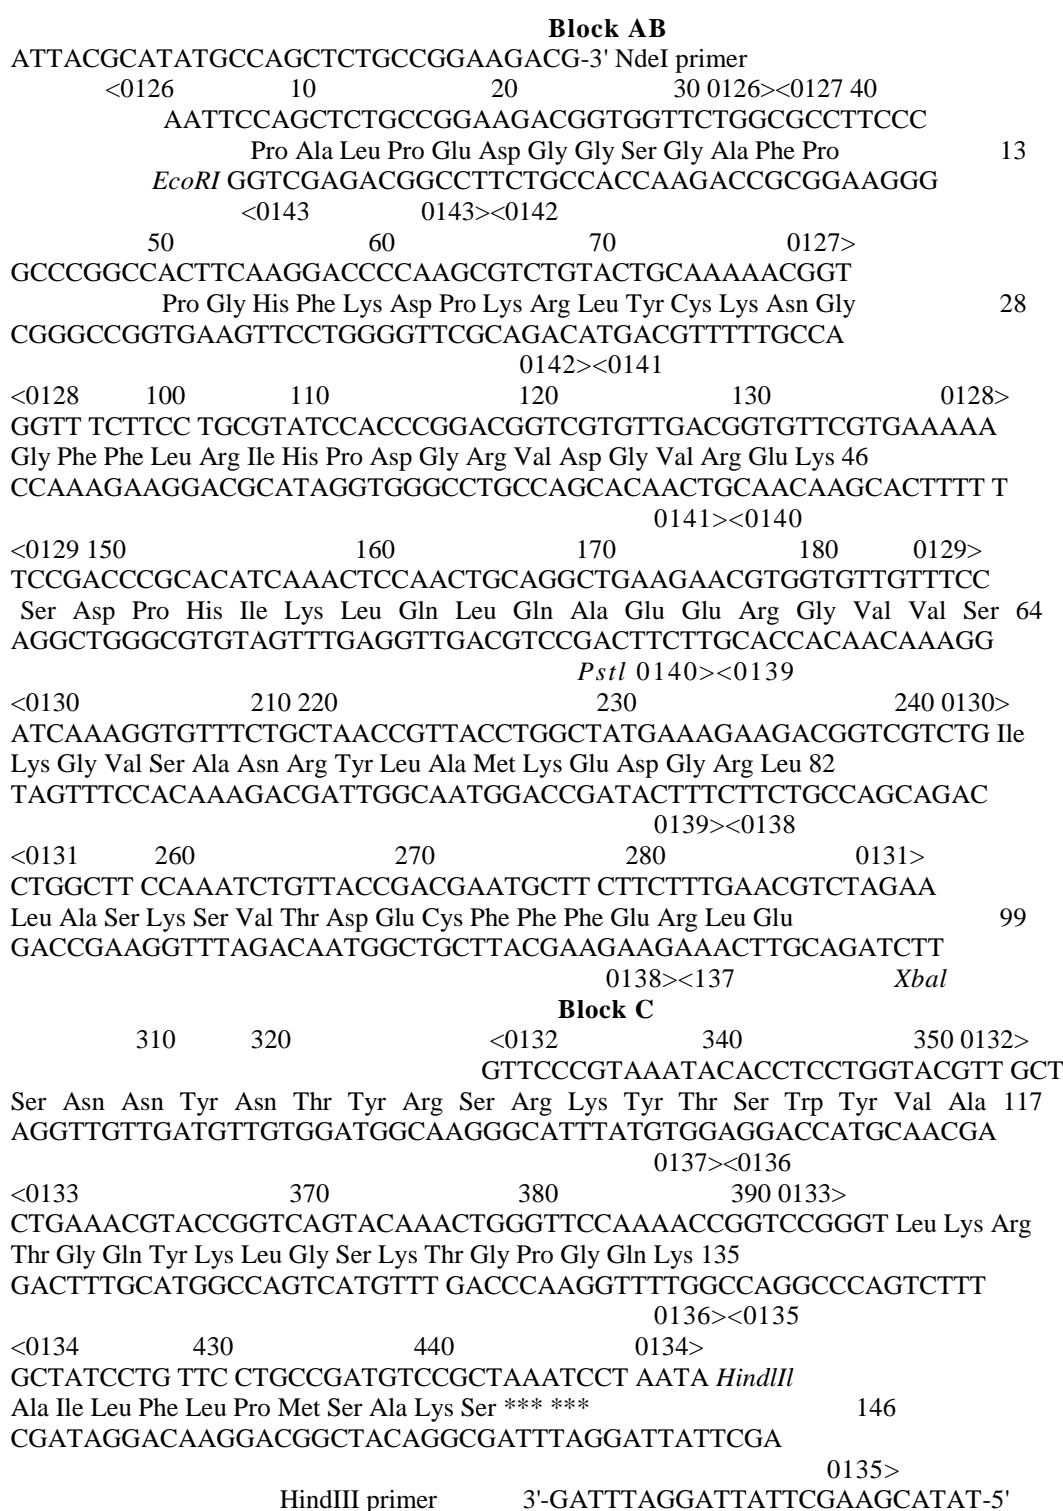 Block AB
ATTACGCATATGCCAGCTCTGCCGGAAGACG-3' NdeI primer
<0126 10 20 30 0126><0127 40
AATTCCAGCTCTGCCGGAAGACGGTGGTTCTGGCGCCTTCCC
Pro Ala Leu Pro Glu Asp Gly Gly Ser Gly Ala Phe Pro 13
EcoRI GGTCGAGACGGCCTTCTGCCACCAAGACCGCGGAAGGG
<0143 0143><0142
50 60 70 0127>
GCCCGGCCACTTCAAGGACCCCAAGCGTCTGTACTGCAAAAACGGT
Pro Gly His Phe Lys Asp Pro Lys Arg Leu Tyr Cys Lys Asn Gly 28
CGGGCCGGTGAAGTTCCTGGGGTTCGCAGACATGACGTTTTTGCCA
0142><0141
<0128 100 110 120 130 0128>
GGTT TCTTCC TGCGTATCCACCCGGACGGTCGTGTTGACGGTGTTCGTGAAAAA
Gly Phe Phe Leu Arg Ile His Pro Asp Gly Arg Val Asp Gly Val Arg Glu Lys 46
CCAAAGAAGGACGCATAGGTGGGCCTGCCAGCACAACTGCAACAAGCACTTTT T
0141><0140
<0129 150 160 170 180 0129>
TCCGACCCGCACATCAAACTCCAACTGCAGGCTGAAGAACGTGGTGTTGTTTCC
Ser Asp Pro His Ile Lys Leu Gln Leu Gln Ala Glu Glu Arg Gly Val Val Ser 64
AGGCTGGGCGTGTAGTTTGAGGTTGACGTCCGACTTCTTGCACCACAACAAAGG
Pstl 0140><0139
<0130 210 220 230 240 0130>
ATCAAAGGTGTTTCTGCTAACCGTTACCTGGCTATGAAAGAAGACGGTCGTCTG Ile
Lys Gly Val Ser Ala Asn Arg Tyr Leu Ala Met Lys Glu Asp Gly Arg Leu 82
TAGTTTCCACAAAGACGATTGGCAATGGACCGATACTTTCTTCTGCCAGCAGAC
0139><0138
<0131 260 270 280 0131>
CTGGCTT CCAAATCTGTTACCGACGAATGCTT CTTCTTTGAACGTCTAGAA
Leu Ala Ser Lys Ser Val Thr Asp Glu Cys Phe Phe Phe Glu Arg Leu Glu 99
GACCGAAGGTTTAGACAATGGCTGCTTACGAAGAAGAAACTTGCAGATCTT
0138><137 Xbal
Block C
310 320 <0132 340 350 0132>
GTTCCCGTAAATACACCTCCTGGTACGTT GCT
Ser Asn Asn Tyr Asn Thr Tyr Arg Ser Arg Lys Tyr Thr Ser Trp Tyr Val Ala 117
AGGTTGTTGATGTTGTGGATGGCAAGGGCATTTATGTGGAGGACCATGCAACGA
0137><0136
<0133 370 380 390 0133>
CTGAAACGTACCGGTCAGTACAAACTGGGTTCCAAAACCGGTCCGGGT Leu Lys Arg
Thr Gly Gln Tyr Lys Leu Gly Ser Lys Thr Gly Pro Gly Gln Lys 135
GACTTTGCATGGCCAGTCATGTTT GACCCAAGGTTTTGGCCAGGCCCAGTCTTT
0136><0135
<0134 430 440 0134>
GCTATCCTG TTC CTGCCGATGTCCGCTAAATCCT AATA HindlIl
Ala Ile Leu Phe Leu Pro Met Ser Ala Lys Ser *** *** 146
CGATAGGACAAGGACGGCTACAGGCGATTTAGGATTATTCGA
0135>
HindIII primer 3'-GATTTAGGATTATTCGAAGCATAT-5'